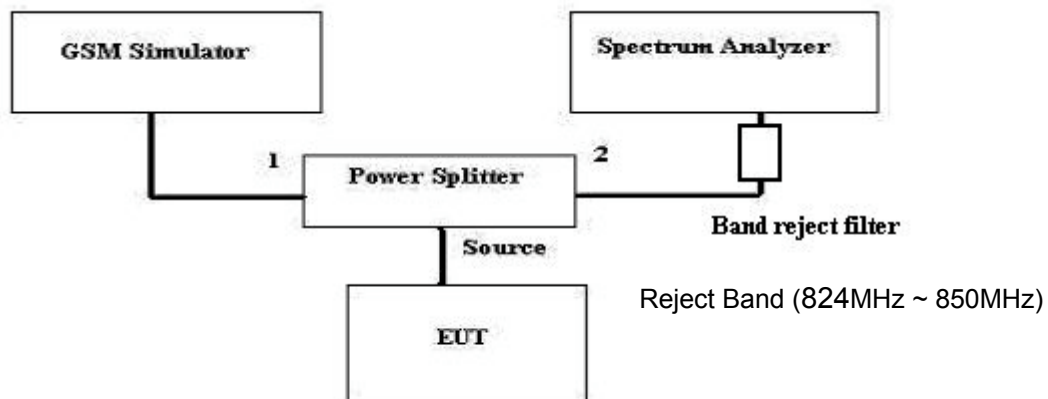 GSM Simulator
Spectrum Analyzer
1
2
Power Splitter
Band reject filter
Source
Reject Band (824MHz ~ 850MHz)
EUT